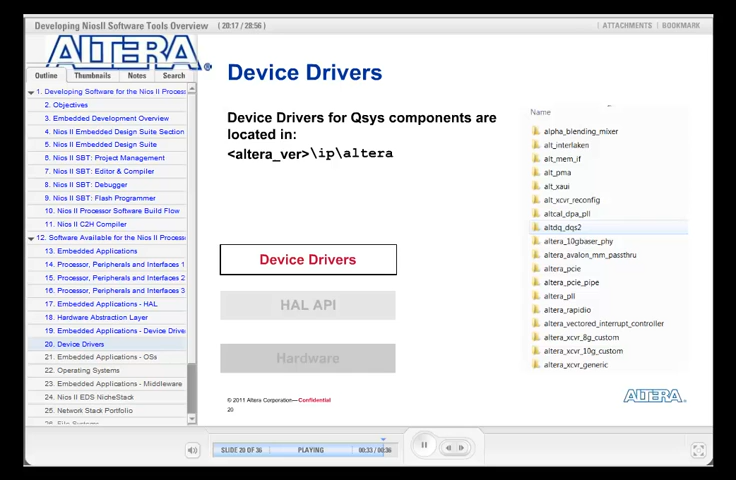 Developing NiosII Software Tools Overview ( 20:17 / 28:56 )
| ATTACHMENTS | BOOKMARK
ALTERA®
Outline Thumbnails Notes Search
1. Developing Software for the Nios II Process
2. Objectives
3. Embedded Development Overview
4. Nios II Embedded Design Suite Section
5. Nios II Embedded Design Suite
6. Nios II SBT: Project Management
7. Nios II SBT: Editor & Compiler
8. Nios II SBT: Debugger
9. Nios II SBT: Flash Programmer
10. Nios II Processor Software Build Flow
11. Nios II C2H Compiler
12. Software Available for the Nios II Process
13. Embedded Applications
14. Processor, Peripherals and Interfaces 1
15. Processor, Peripherals and Interfaces 2
16. Processor, Peripherals and Interfaces 3
17. Embedded Applications - HAL
18. Hardware Abstraction Layer
19. Embedded Applications - Device Drive
20. Device Drivers
21. Embedded Applications - OSs
22. Operating Systems
23. Embedded Applications - Middleware
24. Nios II EDS NicheStack
25. Network Stack Portfolio
26. File Systems
Device Drivers
Device Drivers for Qsys components are
located in:
<altera_ver>\ip\altera
Device Drivers
HAL API
Hardware
Name
alpha_blending_mixer
alt_interlaken
alt_mem_if
alt_pma
alt_xaui
alt_xcvr_reconfig
altcal_dpa_pll
altdq_dqs2
altera_10gbaser_phy
altera_avalon_mm_passthru
altera_pcie
altera_pcie_pipe
altera_pll
altera_rapidio
altera_vectored_interrupt_controller
altera_xcvr_8g_custom
altera_xcvr_10g_custom
altera_xcvr_generic
© 2011 Altera Corporation—Confidential
20
ALTERA.
SLIDE 20 OF 36 PLAYING 00:33 / 00:36